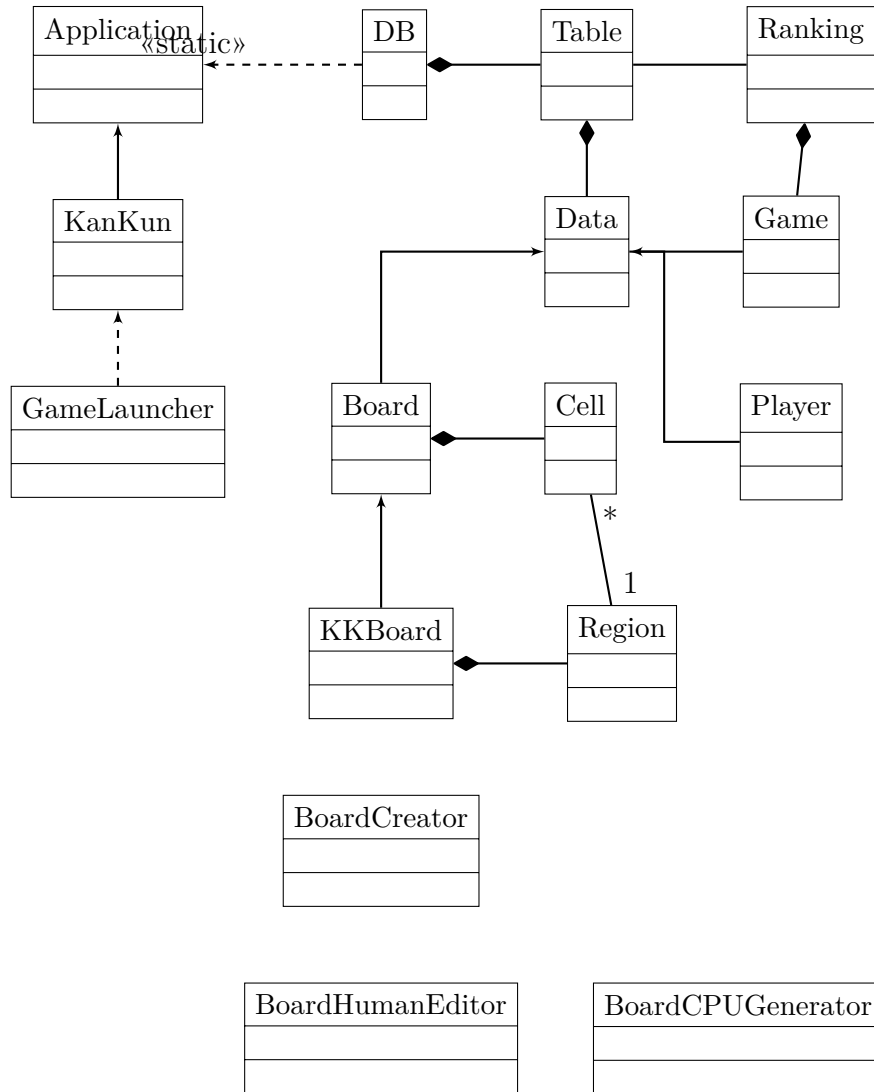 Application
«static»
DB
Table
Ranking
KanKun
Data
Game
GameLauncher
Board
Cell
Player
*
1
KKBoard
Region
BoardCreator
BoardHumanEditor
BoardCPUGenerator